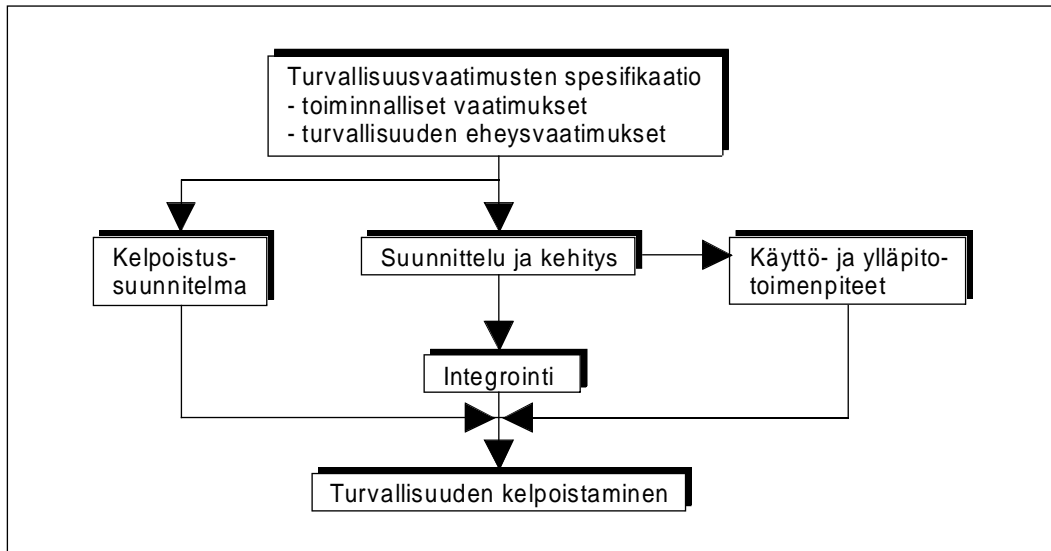 Turvallisuusvaatimusten spesifikaatio
- toiminnalliset vaatimukset
- turvallisuuden eheysvaatimukset
Kelpoistus-
suunnitelma
Suunnittelu ja kehitys
Käyttö- ja ylläpito-
toimenpiteet
Integrointi
Turvallisuuden kelpoistaminen